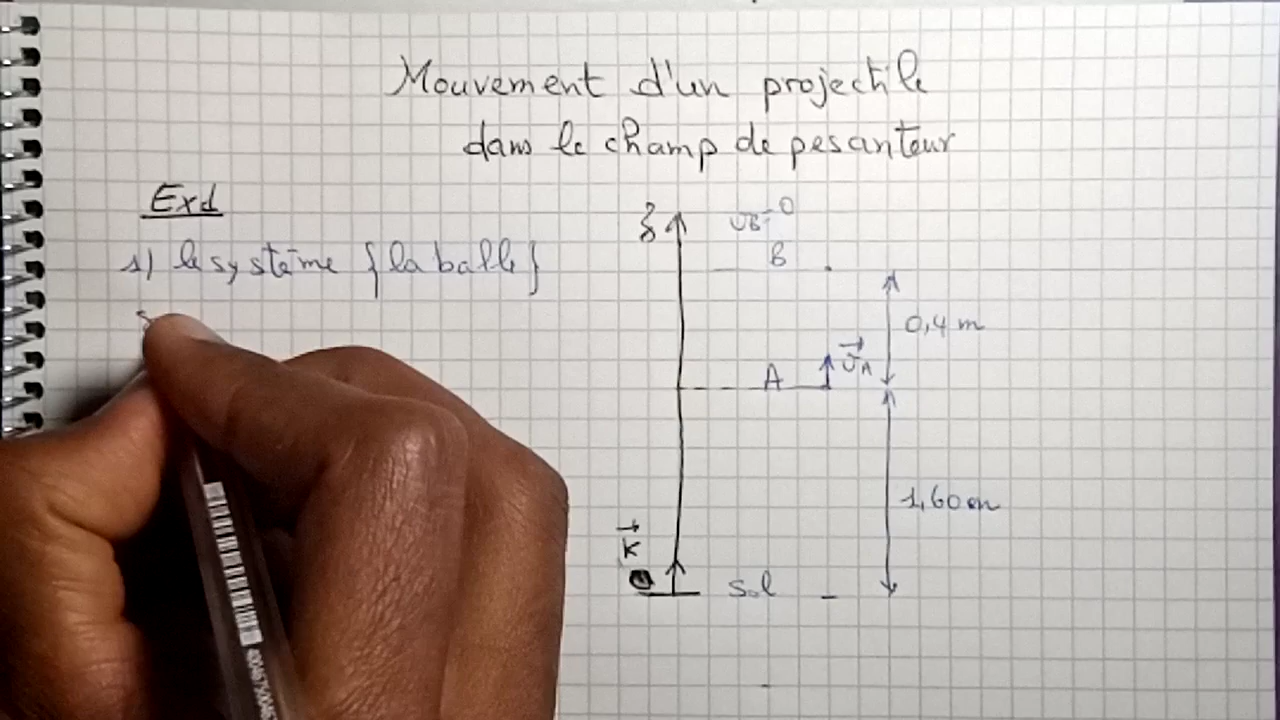 Mouvement d'un projectile
dans le champ de pesanteur
Ex1
1) le système {la balle}
z
vB=0
B
0,4 m
A
vA
1,60 m
k
O
sol